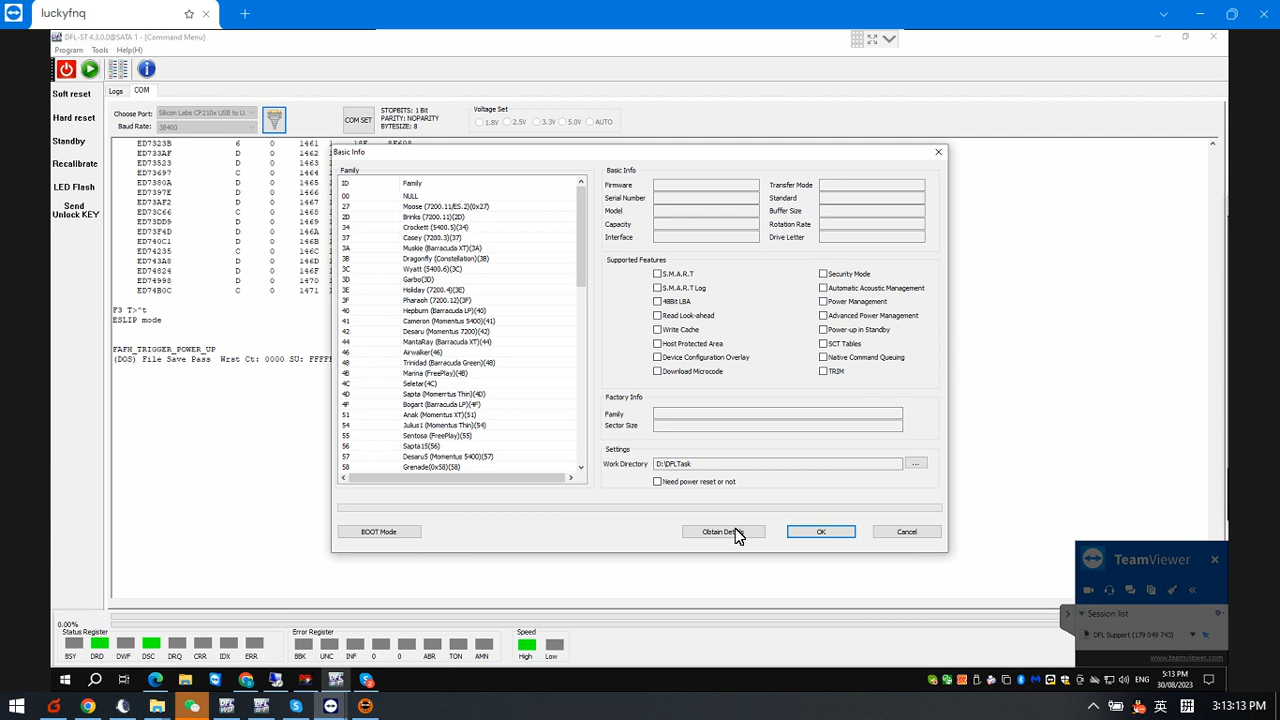 luckyfnq
DFL-ST 4.3.0.0@SATA 1 - [Command Menu]
Program Tools Help(H)
Soft reset
Hard reset
Standby
Recalibrate
LED Flash
Send
Unlock KEY
Logs COM
Choose Port: Silicon Labs CP210x USB to U.
Baud Rate: 38400
COM SET
STOPBITS: 1 Bit
PARITY: NOPARITY
BYTESIZE: 8
Voltage Set
1.8V 2.5V 3.3V 5.0V AUTO
ED7323B 6 0 1461
ED733AF 2 0 1462
ED73523 D 0 1463
ED73697 C 0 1464
ED7380A D 0 1465
ED7397E D 0 1466
ED73AF2 D 0 1467
ED73C66 C 0 1468
ED73DD9 D 0 1469
ED73F4D D 0 146A
ED740C1 D 0 146B
ED74235 C 0 146C
ED743A8 D 0 146D
ED74824 D 0 146F
ED74998 D 0 1470
ED74B0C C 0 1471
F3 T>^t
ESLIP mode
FAFH_TRIGGER_POWER_UP
(DOS) File Save Pass Wrst Ct: 0000 SU: FFFF
Basic Info
Family
ID Family
00 NULL
27 Moose (7200.11/ES.2)(0x27)
2D Brinks (7200.11)(2D)
34 Crockett (5400.5)(34)
37 Casey (7200.3)(37)
3A Muskie (Barracuda XT)(3A)
3B Dragonfly (Constellation)(3B)
3C Wyatt (5400.6)(3C)
3D Garbo(3D)
3E Holiday (7200.4)(3E)
3F Pharaoh (7200.12)(3F)
40 Hepburn (Barracuda LP)(40)
41 Cameron (Momentus 5400)(41)
42 Desaru (Momentus 7200)(42)
44 MantaRay (Barracuda XT)(44)
46 Airwalker(46)
48 Trinidad (Barracuda Green)(48)
4B Marina (FreePlay)(4B)
4C Seletar(4C)
4D Sapta (Momerrtus Thin)(4D)
4F Bogart (Barracuda LP)(4F)
51 Anak (Momentus XT)(51)
54 Julius1 (Momentus Thin)(54)
55 Sentosa (FreePlay)(55)
56 Sapta15(56)
57 Desaru5 (Momentus 5400)(57)
58 Grenade(0x58)(58)
Basic Info
Firmware Transfer Mode
Serial Number Standard
Model Buffer Size
Capacity Rotation Rate
Interface Drive Letter
Supported Features
S.M.A.R.T Security Mode
S.M.A.R.T Log Automatic Acoustic Management
48Bit LBA Power Management
Read Look-ahead Advanced Power Management
Write Cache Power-up in Standby
Host Protected Area SCT Tables
Device Configuration Overlay Native Command Queuing
Download Microcode TRIM
Factory Info
Family
Sector Size
Settings
Work Directory D:\DFLTask ...
Need power reset or not
BOOT Mode Obtain OK Cancel
TeamViewer
Session list
DFL Support (179 049 743)
www.teamviewer.com
0.00%
Status Register Error Register Speed
BSY DRD DWF DSC DRQ CRR IDX ERR BBK UNC INF 0 0 ABR TON AMN High Low
ENG
5:13 PM
30/08/2023
英 拼 3:13:13 PM